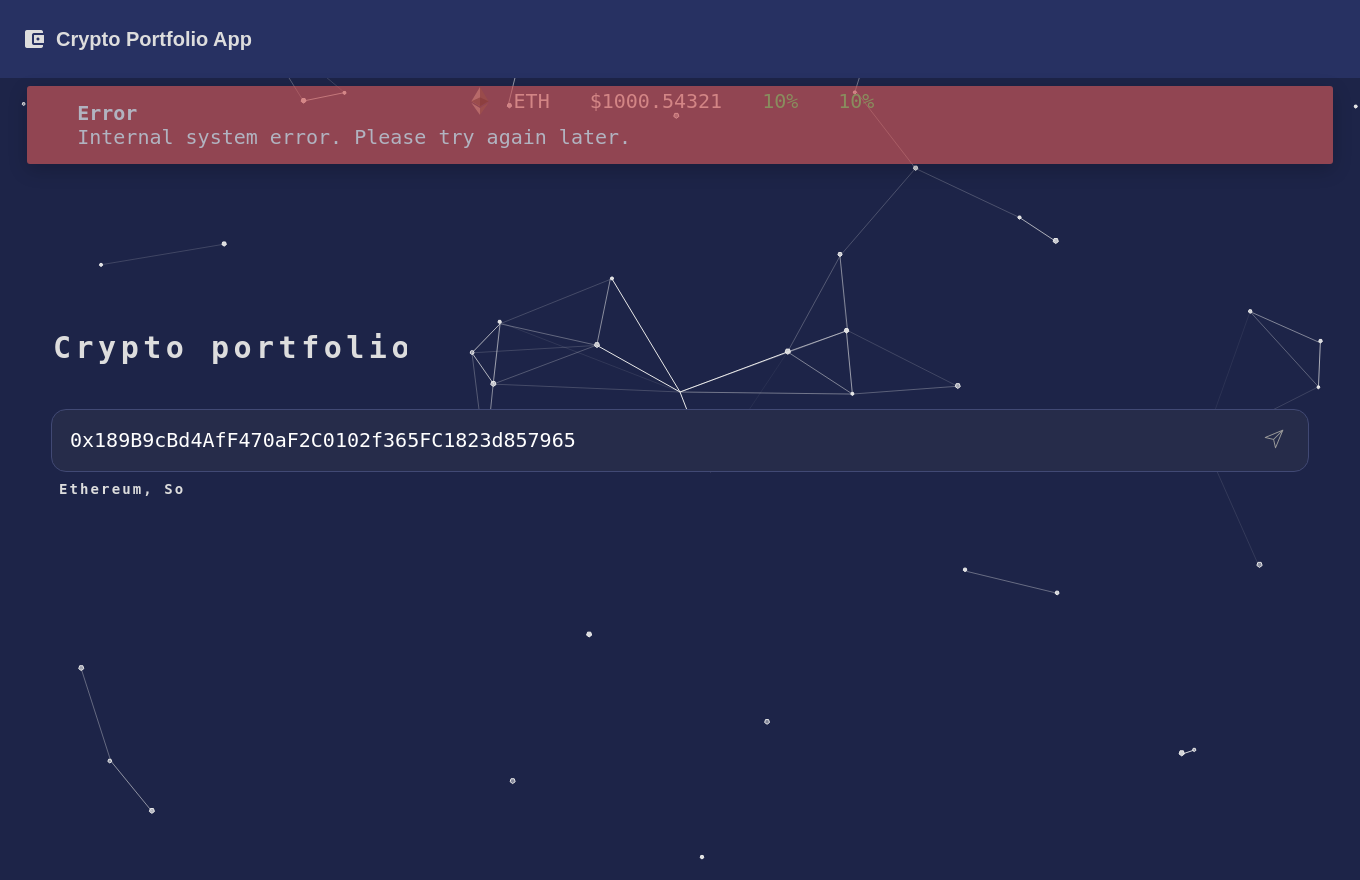 Crypto Portfolio App
ETH $1000.54321 10% 10%
Error
Internal system error. Please try again later.
Crypto portfolio
0x189B9cBd4AfF470aF2C0102f365FC1823d857965
Ethereum, So